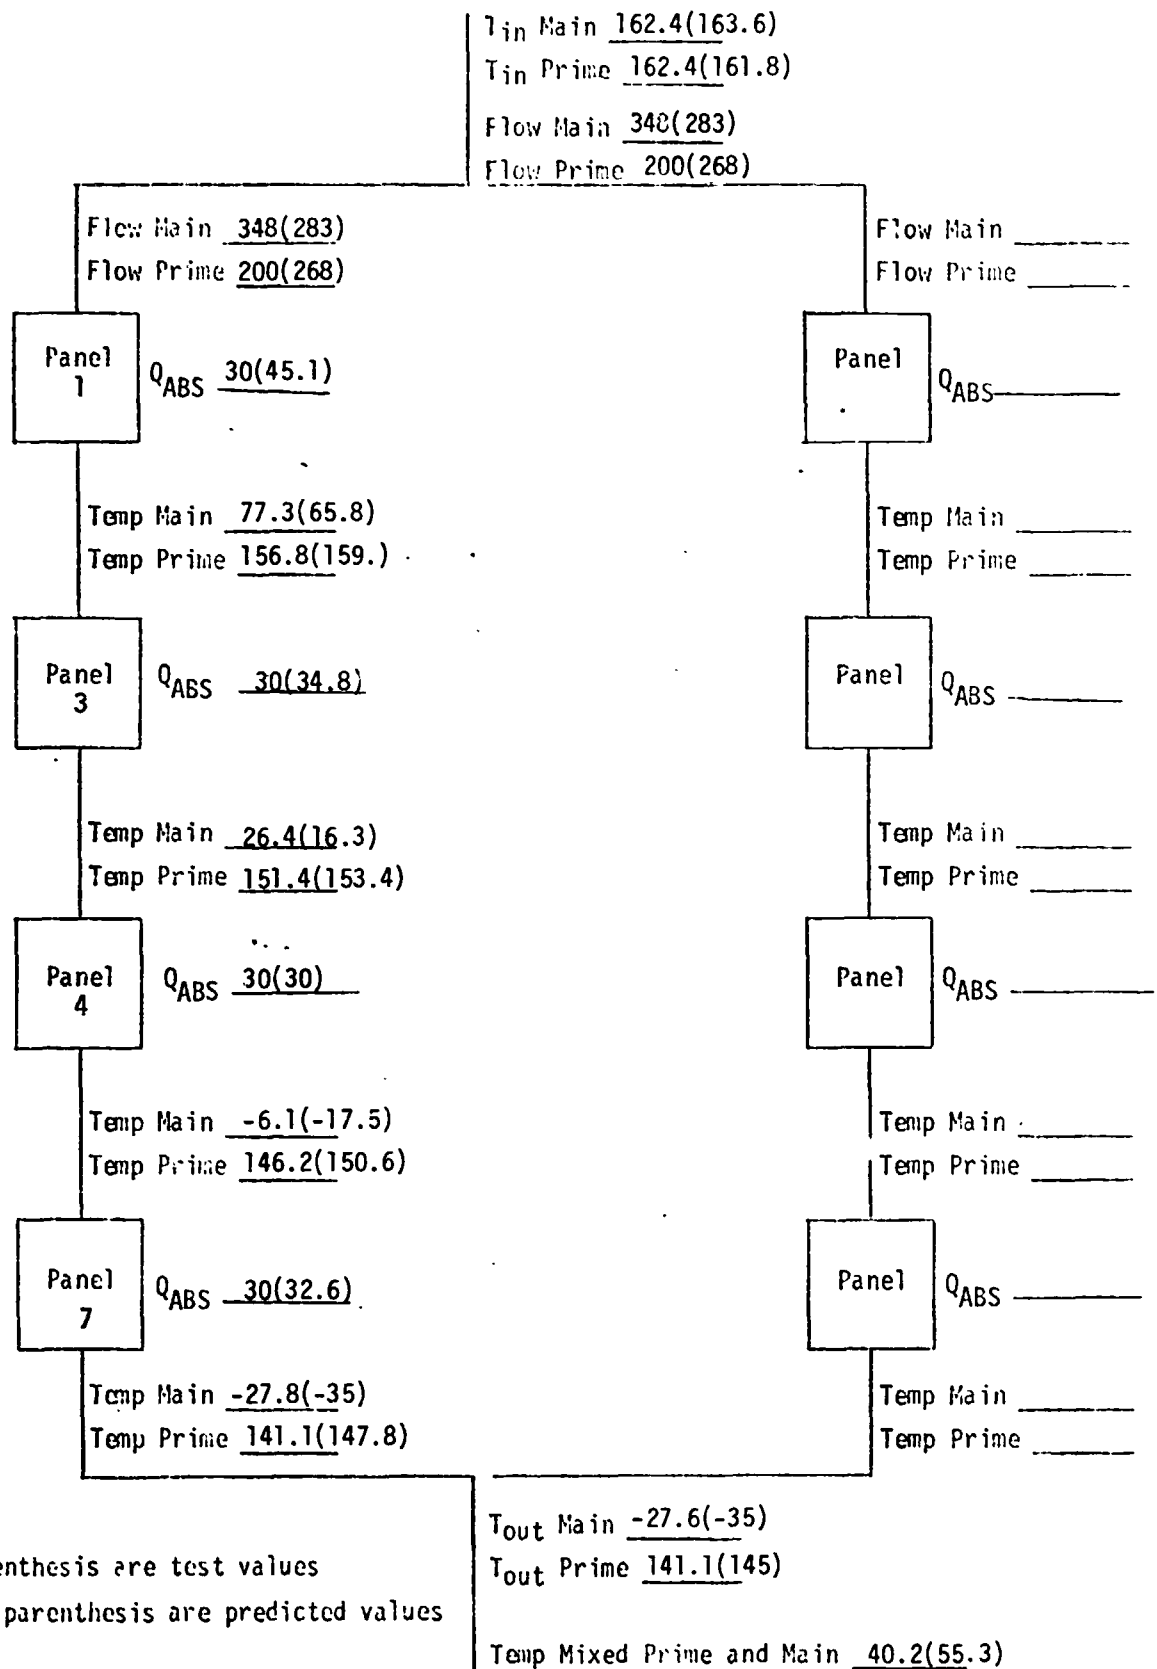 Tin Main 162.4(163.6)
Tin Prime 162.4(161.8)
Flow Main 348(283)
Flow Prime 200(268)
Flow Main 348(283)
Flow Prime 200(268)
Flow Main
Flow Prime
Panel
1
QABS 30(45.1)
Panel
QABS
Temp Main 77.3(65.8)
Temp Prime 156.8(159.)
Temp Main
Temp Prime
Panel
3
QABS 30(34.8)
Panel
QABS
Temp Main 26.4(16.3)
Temp Prime 151.4(153.4)
Temp Main
Temp Prime
Panel
4
QABS 30(30)
Panel
QABS
Temp Main -6.1(-17.5)
Temp Prime 146.2(150.6)
Temp Main
Temp Prime
Panel
7
QABS 30(32.6)
Panel
QABS
Temp Main -27.8(-35)
Temp Prime 141.1(147.8)
Temp Main
Temp Prime
Tout Main -27.6(-35)
Tout Prime 141.1(145)
enthesis are test values
parenthesis are predicted values
Temp Mixed Prime and Main 40.2(55.3)